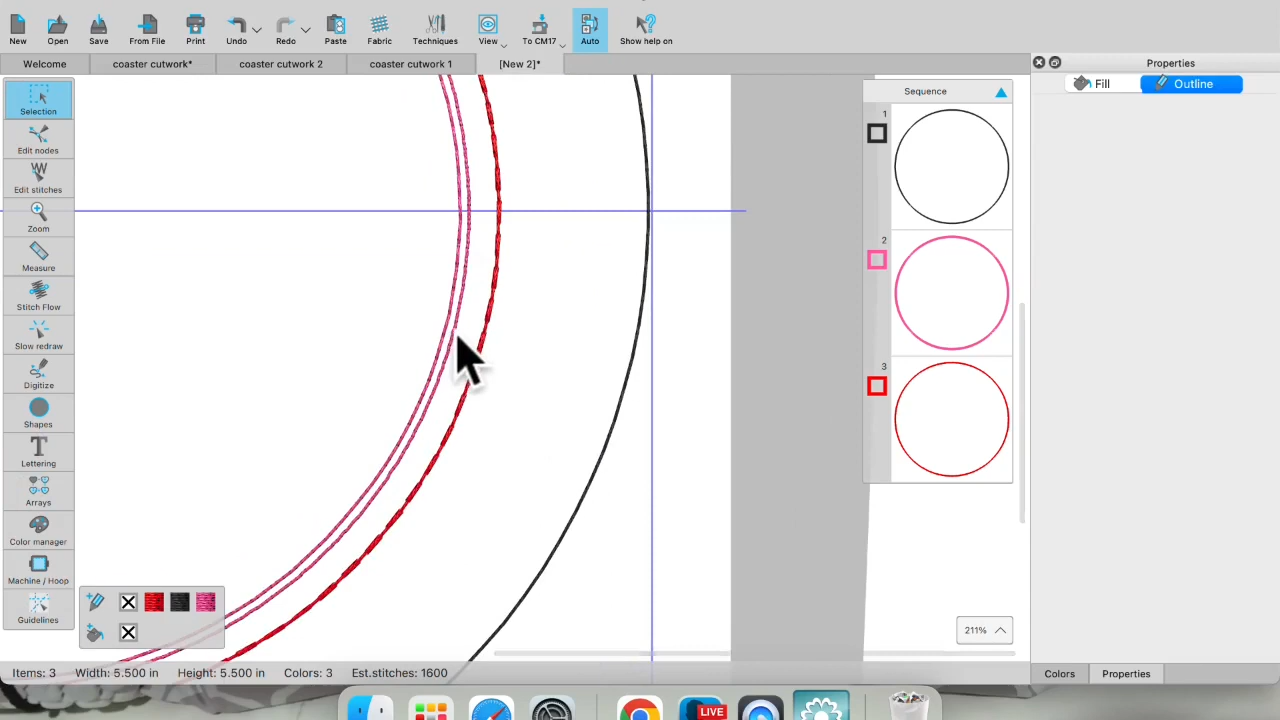 New Open Save From File Print Undo Redo Paste Fabric Techniques View To CM17 Auto Show help on
Welcome coaster cutwork* coaster cutwork 2 coaster cutwork 1 [New 2]*
Properties
Fill Outline
Selection
Edit nodes
Edit stitches
Zoom
Measure
Stitch Flow
Slow redraw
Digitize
Shapes
Lettering
Arrays
Color manager
Machine / Hoop
Guidelines
Sequence
1
2
3
211%
Items: 3 Width: 5.500 in Height: 5.500 in Colors: 3 Est.stitches: 1600
Colors Properties
LIVE